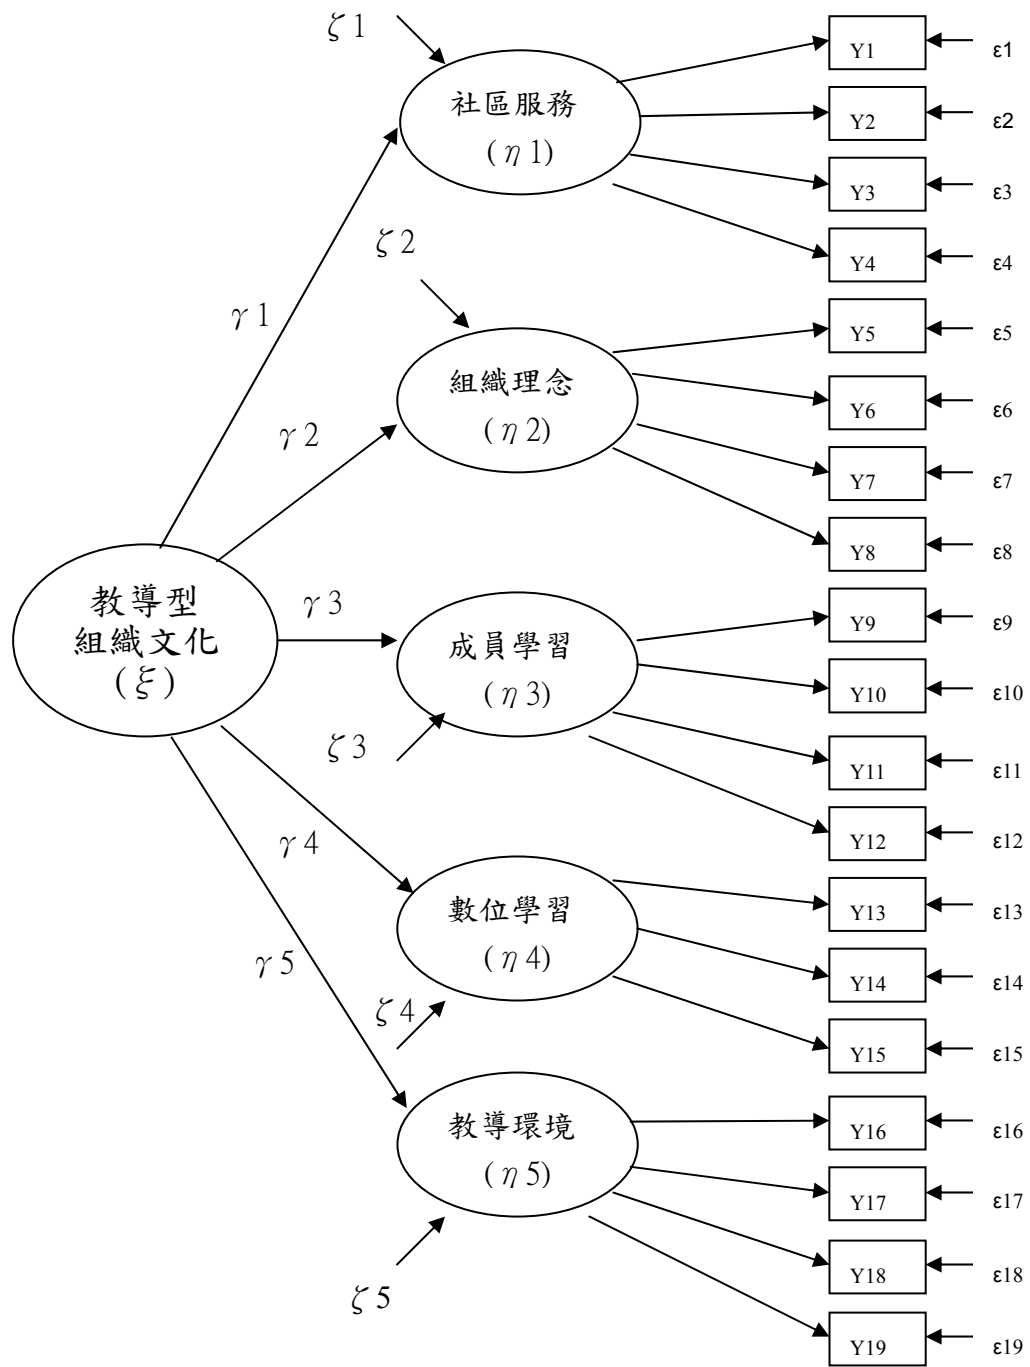 ζ1
社區服務
(η1)
Y1
ε1
Y2
ε2
Y3
ε3
Y4
ε4
ζ2
γ1
組織理念
(η2)
γ2
Y5
ε5
Y6
ε6
Y7
ε7
Y8
ε8
教導型
組織文化
(ξ)
γ3
成員學習
(η3)
ζ3
Y9
ε9
Y10
ε10
Y11
ε11
Y12
ε12
γ4
數位學習
(η4)
ζ4
Y13
ε13
Y14
ε14
Y15
ε15
γ5
教導環境
(η5)
ζ5
Y16
ε16
Y17
ε17
Y18
ε18
Y19
ε19